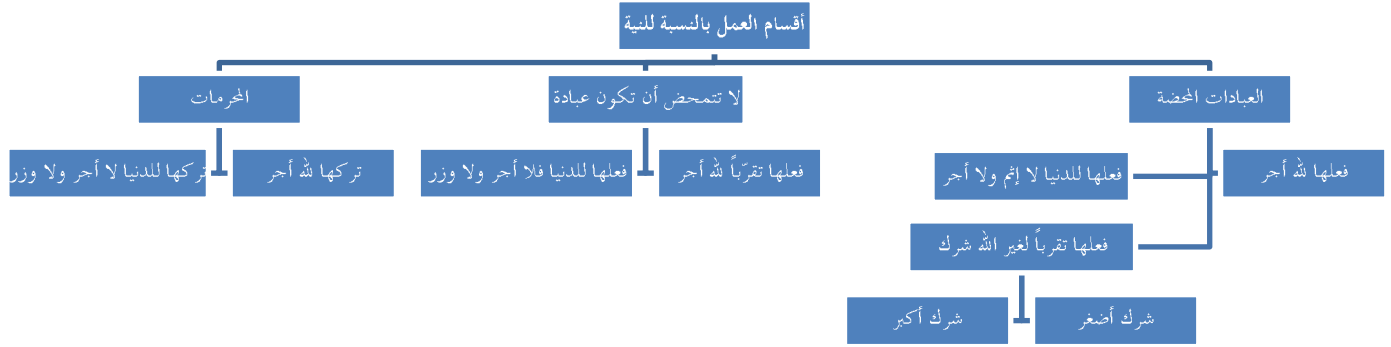 أقسام العمل بالنسبة للنية
العبادات المحضة
لا تتمحض أن تكون عبادة
المحرمات
فعلها لله أجر
فعلها للدنيا لا إثم ولا أجر
فعلها تقرباً لغير الله شرك
شرك أضغر
شرك أكبر
فعلها تقرّباً لله أجر
فعلها للدنيا فلا أجر ولا وزر
تركها لله أجر
تركها للدنيا لا أجر ولا وزر